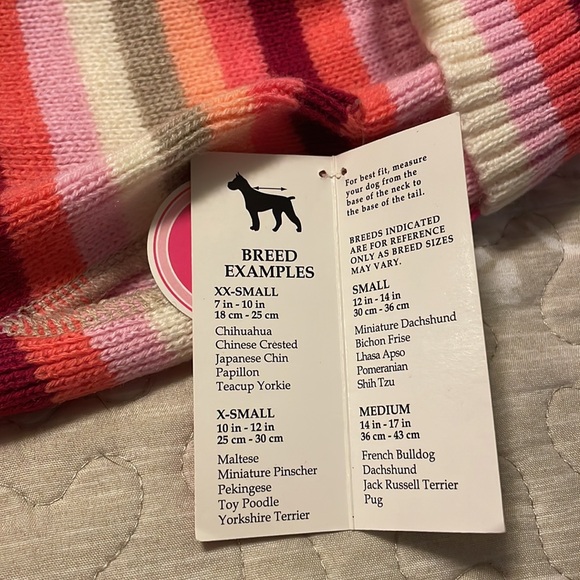 BREED
EXAMPLES
XX-SMALL
7 in - 10 in
18 cm - 25 cm
Chihuahua
Chinese Crested
Japanese Chin
Papillon
Teacup Yorkie
X-SMALL
10 in - 12 in
25 cm - 30 cm
Maltese
Miniature Pinscher
Pekingese
Toy Poodle
Yorkshire Terrier
For best fit, measure
your dog from the
base of the neck to
the base of the tail.
BREEDS INDICATED
ARE FOR REFERENCE
ONLY AS BREED SIZES
MAY VARY.
SMALL
12 in - 14 in
30 cm - 36 cm
Miniature Dachshund
Bichon Frise
Lhasa Apso
Pomeranian
Shih Tzu
MEDIUM
14 in - 17 in
36 cm - 43 cm
French Bulldog
Dachshund
Jack Russell Terrier
Pug